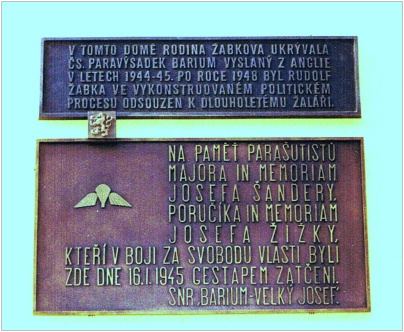 V TOMTO DOMĚ RODINA ŽABKOVA UKRÝVALA
ČS. PARAVÝSADEK BARIUM VYSLANÝ Z ANGLIE
V LETECH 1944-45. PO ROCE 1948 BYL RUDOLF
ŽABKA VE VYKONSTRUOVANÉM POLITICKÉM
PROCESU ODSOUZEN K DLOUHOLETÉMU ŽALÁŘI.
NA PAMĚŤ PARAŠUTISTŮ
MAJORA IN MEMORIAM
JOSEFA ŠANDERY,
PORUČÍKA IN MEMORIAM
JOSEFA ŽIŽKY,
KTEŘÍ V BOJI ZA SVOBODU VLASTI BYLI
ZDE DNE 16.1.1945 GESTAPEM ZATČENI.
SNR. BARIUM-VELKÝ JOSEF.